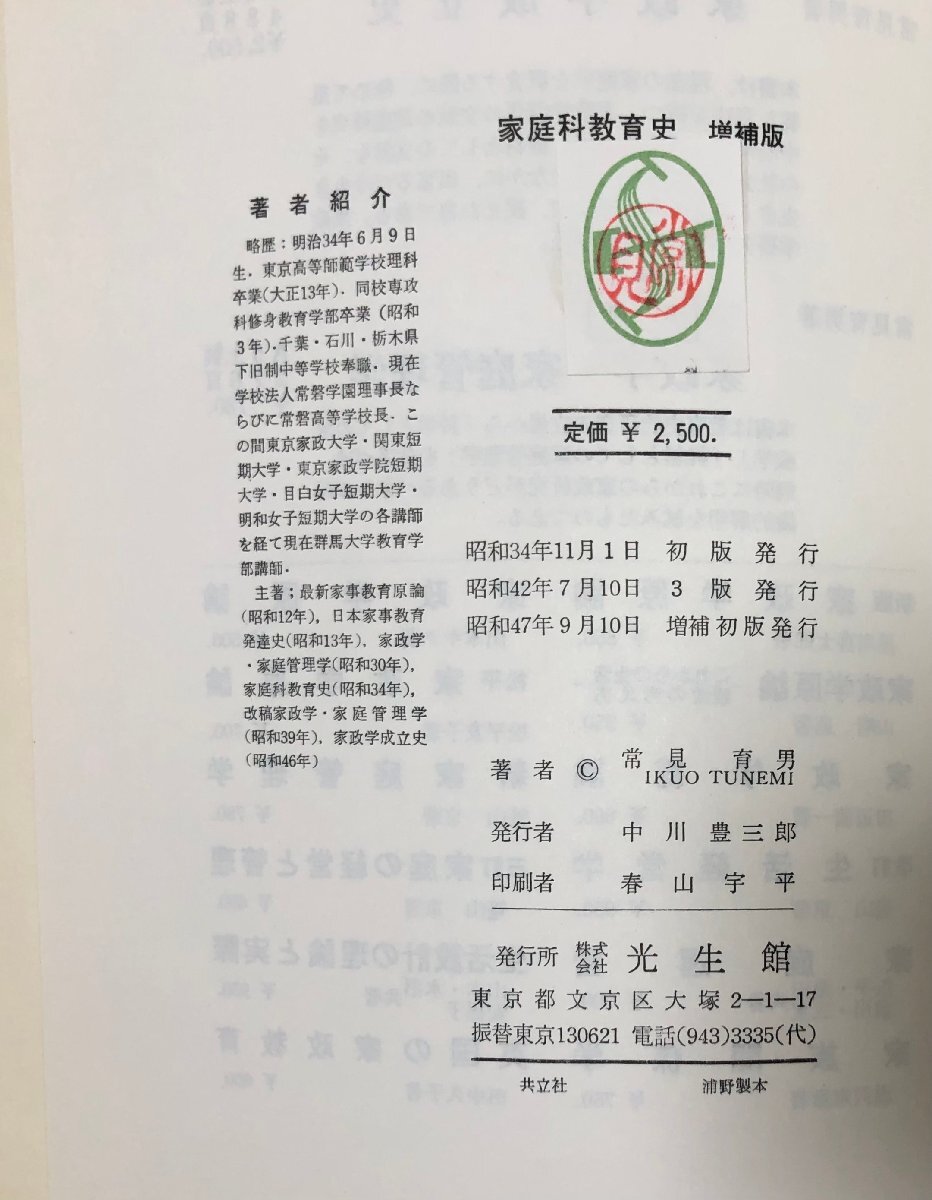 家庭科教育史 増補版
著者紹介
略歴；明治34年6月9日
生．東京高等師範学校理科
卒業(大正13年)．同校専攻
科修身教育学部卒業（昭和
3年）．千葉・石川・栃木県
下旧制中等学校奉職．現在
学校法人常磐学園理事長な
らびに常磐高等学校長．こ
の間東京家政大学・関東短
期大学・東京家政学院短期
大学・目白女子短期大学・
明和女子短期大学の各講師
を経て現在群馬大学教育学
部講師．
主著；最新家事教育原論
(昭和12年)，日本家事教育
発達史(昭和13年)，家政学
・家庭管理学(昭和30年)，
家庭科教育史(昭和34年)，
改稿家政学・家庭管理学
(昭和39年)，家政学成立史
(昭和46年)
常見
定価 ¥ 2,500.
昭和34年11月1日 初版発行
昭和42年7月10日 3版発行
昭和47年9月10日 増補初版発行
著者 © 常見育男
IKUO TUNEMI
発行者 中川豊三郎
印刷者 春山宇平
発行所 株式会社 光生館
東京都文京区大塚2―1―17
振替東京130621 電話(943)3335(代)
共立社 浦野製本